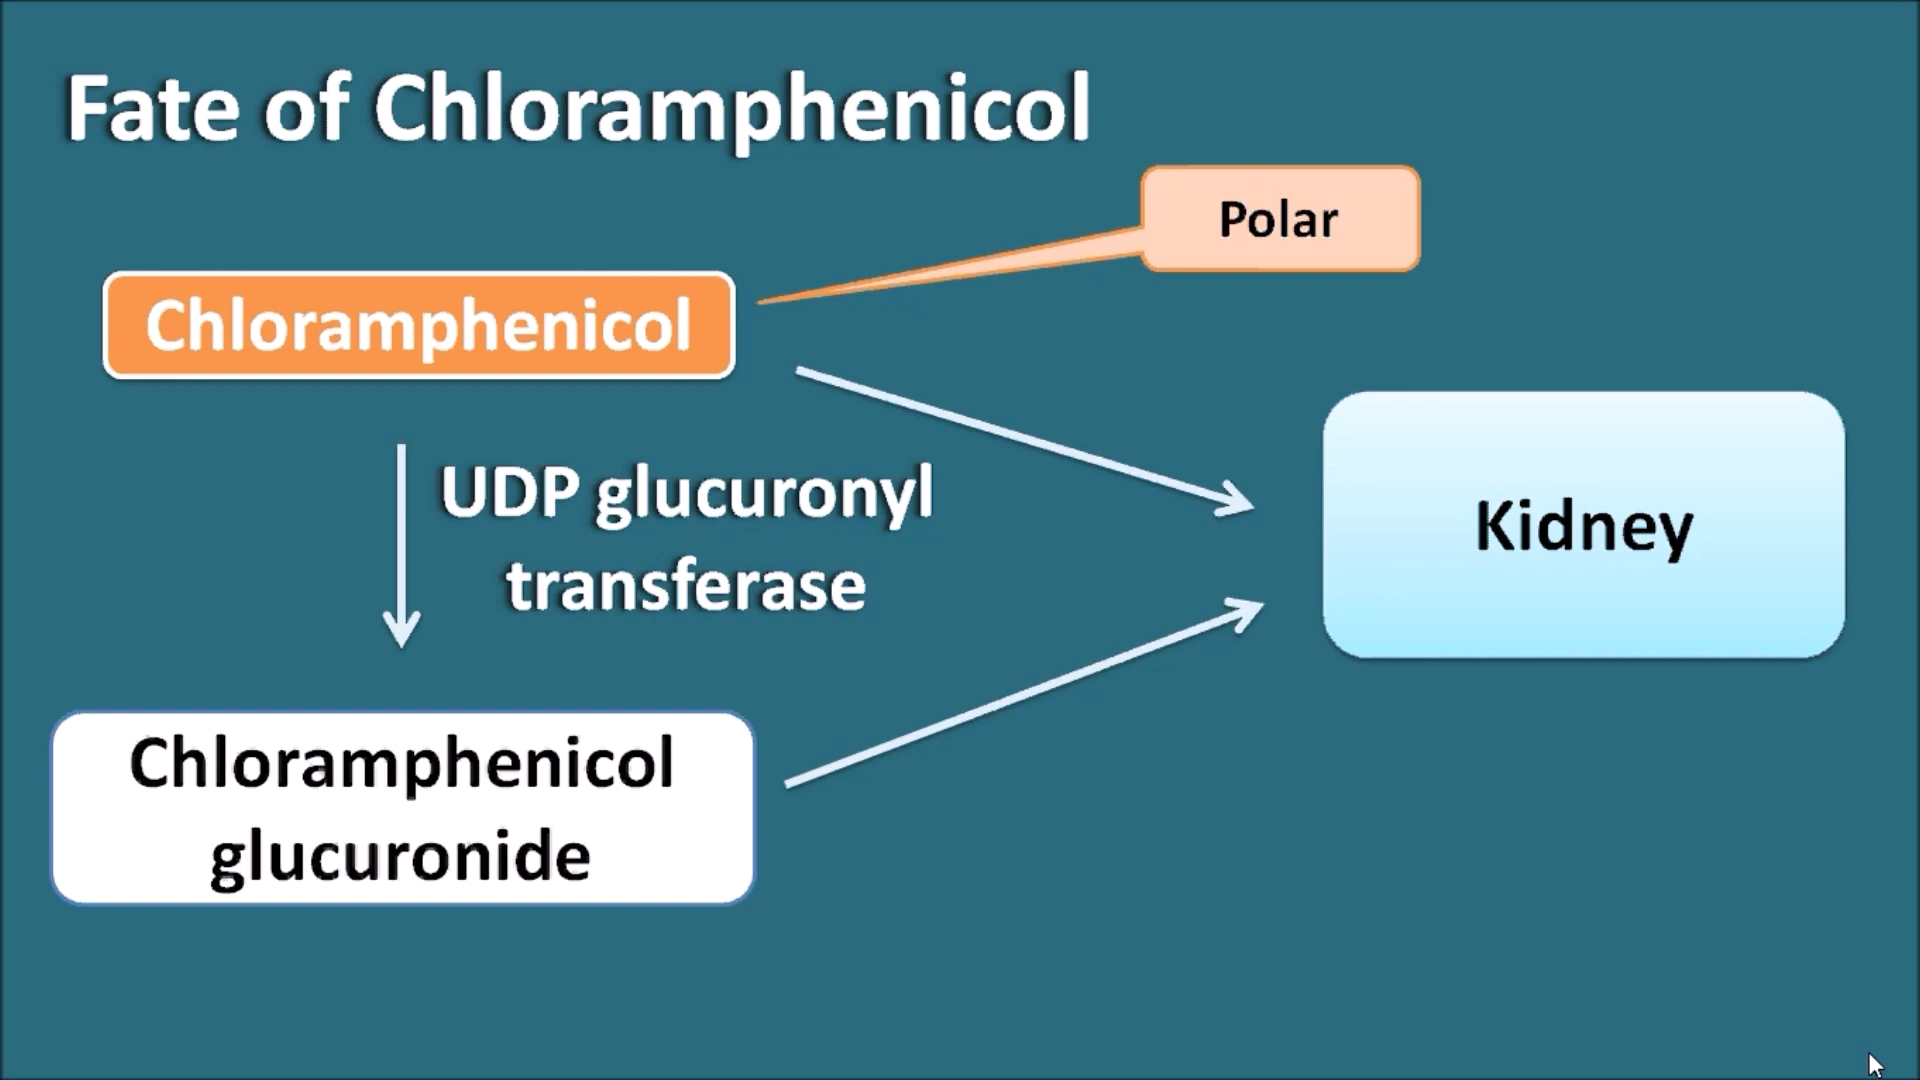 Fate of Chloramphenicol
Polar
Chloramphenicol
UDP glucuronyl
transferase
Kidney
Chloramphenicol
glucuronide